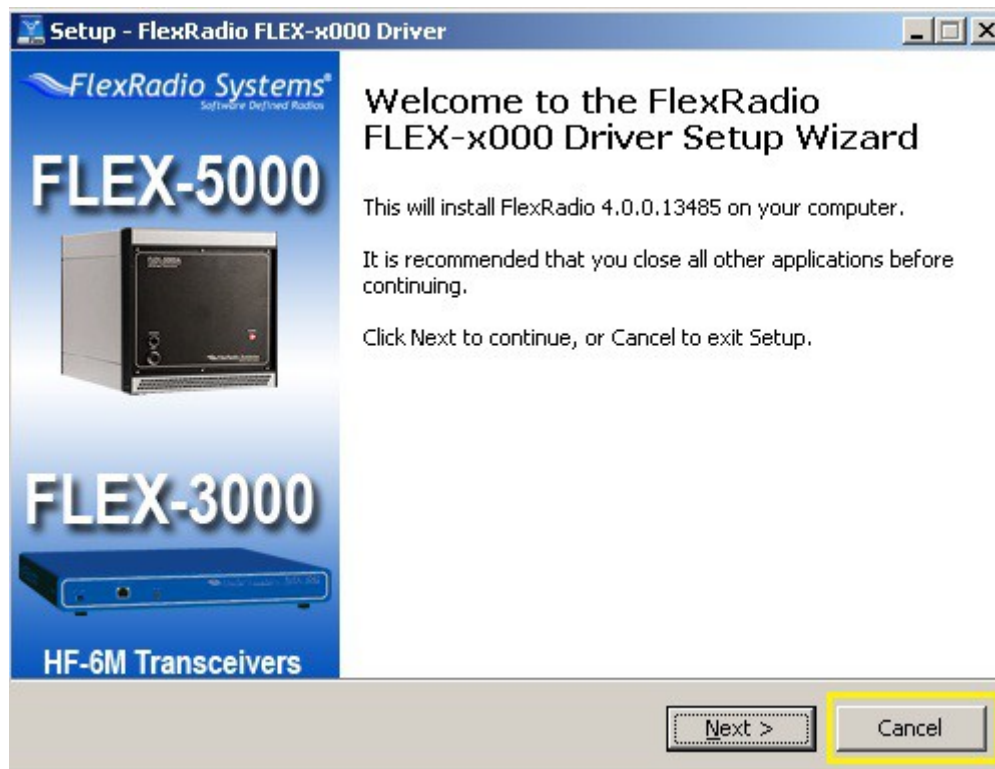 Setup - FlexRadio FLEX-x000 Driver
FlexRadio Systems®
Software Defined Radios
FLEX-5000
FLEX-3000
HF-6M Transceivers
Welcome to the FlexRadio
FLEX-x000 Driver Setup Wizard
This will install FlexRadio 4.0.0.13485 on your computer.
It is recommended that you close all other applications before
continuing.
Click Next to continue, or Cancel to exit Setup.
Next >
Cancel